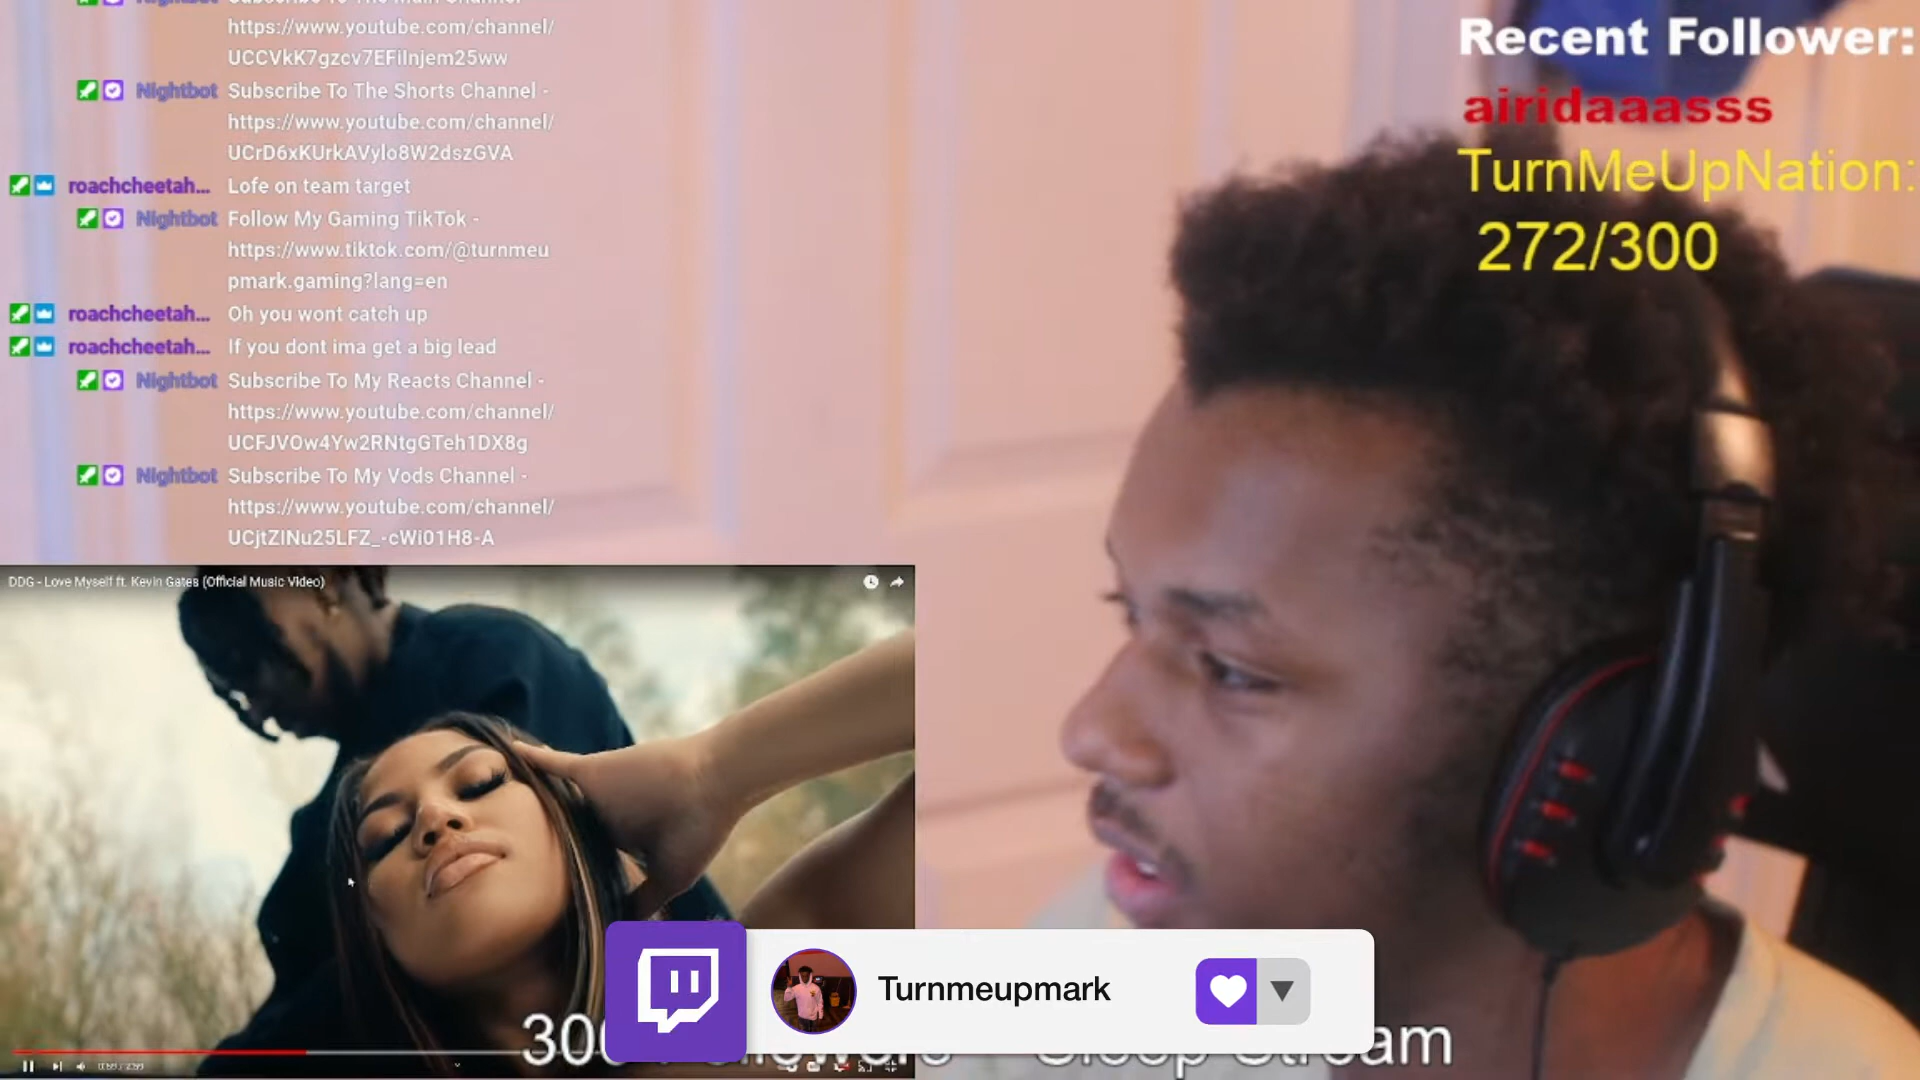 https://www.youtube.com/channel/
UCCVkK7gzcv7EFiInjem25ww
Nightbot Subscribe To The Shorts Channel -
https://www.youtube.com/channel/
UCrD6xKUrkAVylo8W2dszGVA
roachcheetah... Lofe on team target
Nightbot Follow My Gaming TikTok -
https://www.tiktok.com/@turnmeu
pmark.gaming?lang=en
roachcheetah... Oh you wont catch up
roachcheetah... If you dont ima get a big lead
Nightbot Subscribe To My Reacts Channel -
https://www.youtube.com/channel/
UCFJVOw4Yw2RNtgGTeh1DX8g
Nightbot Subscribe To My Vods Channel -
https://www.youtube.com/channel/
UCjtZINu25LFZ_-cWi01H8-A
Recent Follower:
airidaaasss
TurnMeUpNation:
272/300
DDG - Love Myself ft. Kevin Gates (Official Music Video)
Turnmeupmark